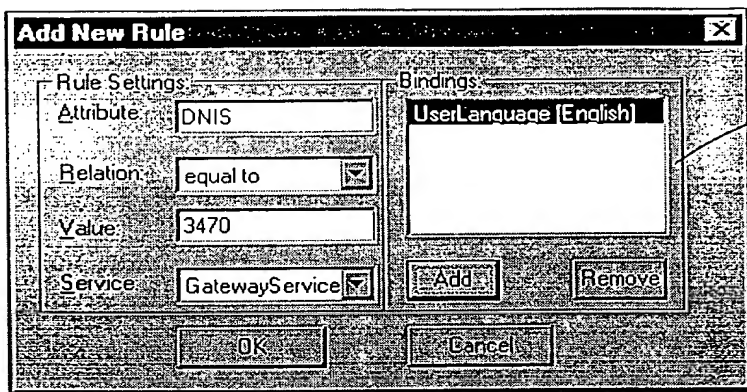 Add New Rule
Rule Settings:
Attribute: DNIS
Relation: equal to
Value: 3470
Service GatewayService
Bindings:
UserLanguage [English]
Add
Remove
OK
Cancel